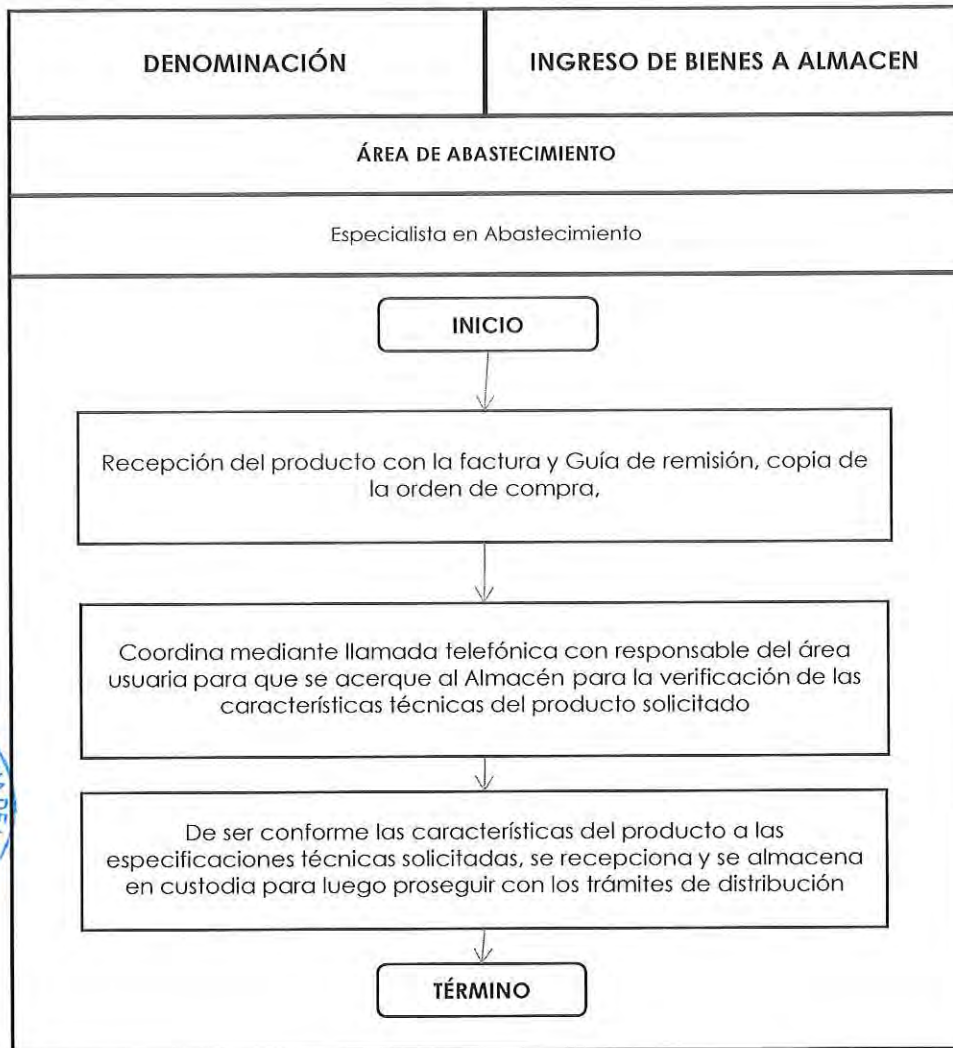 DENOMINACIÓN
INGRESO DE BIENES A ALMACEN
ÁREA DE ABASTECIMIENTO
Especialista en Abastecimiento
INICIO
Recepción del producto con la factura y Guía de remisión, copia de
la orden de compra,
Coordina mediante llamada telefónica con responsable del área
usuaria para que se acerque al Almacén para la verificación de las
características técnicas del producto solicitado
De ser conforme las características del producto a las
especificaciones técnicas solicitadas, se recepciona y se almacena
en custodia para luego proseguir con los trámites de distribución
TÉRMINO